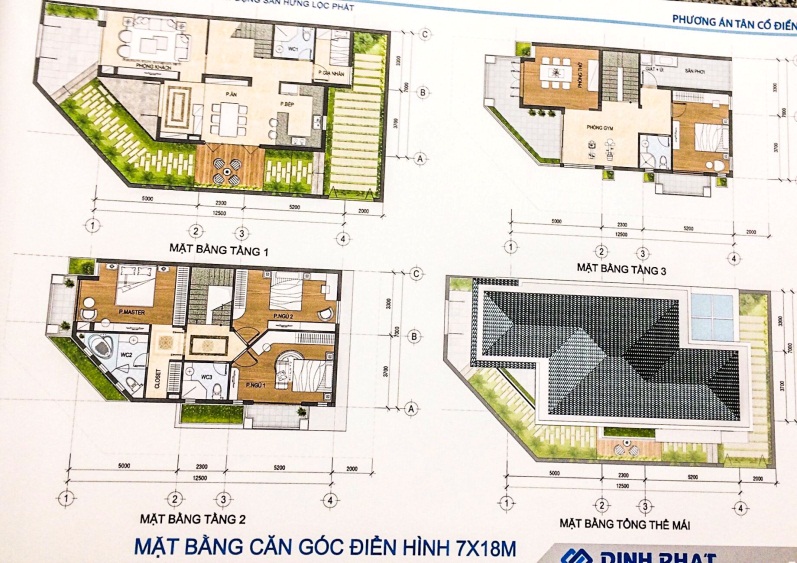 ĐỘNG SẢN HƯNG LỘC PHÁT
PHƯƠNG ÁN TÂN CỔ ĐIỂN
PHÒNG KHÁCH
WC1
P. GIA NHÂN
P.ĂN
P.BẾP
C
B
A
3300
7000
3700
5000
2300
5200
2000
12500
1
2
3
4
MẶT BẰNG TẦNG 1
PHÒNG THỜ
GIẶT + ỦI
SÂN PHƠI
PHÒNG GYM
3300
7000
3700
5000
2300
5200
2000
12500
1
2
3
4
MẶT BẰNG TẦNG 3
P.MASTER
P.NGỦ 2
WC2
CLOSET
WC3
P.NGỦ 1
C
B
A
3300
7000
3700
5000
2300
5200
2000
12500
1
2
3
4
MẶT BẰNG TẦNG 2
3300
7000
3700
5000
2300
5200
2000
12500
1
2
3
4
MẶT BẰNG TỔNG THỂ MÁI
MẶT BẰNG CĂN GÓC ĐIỂN HÌNH 7X18M
DINH PHAT